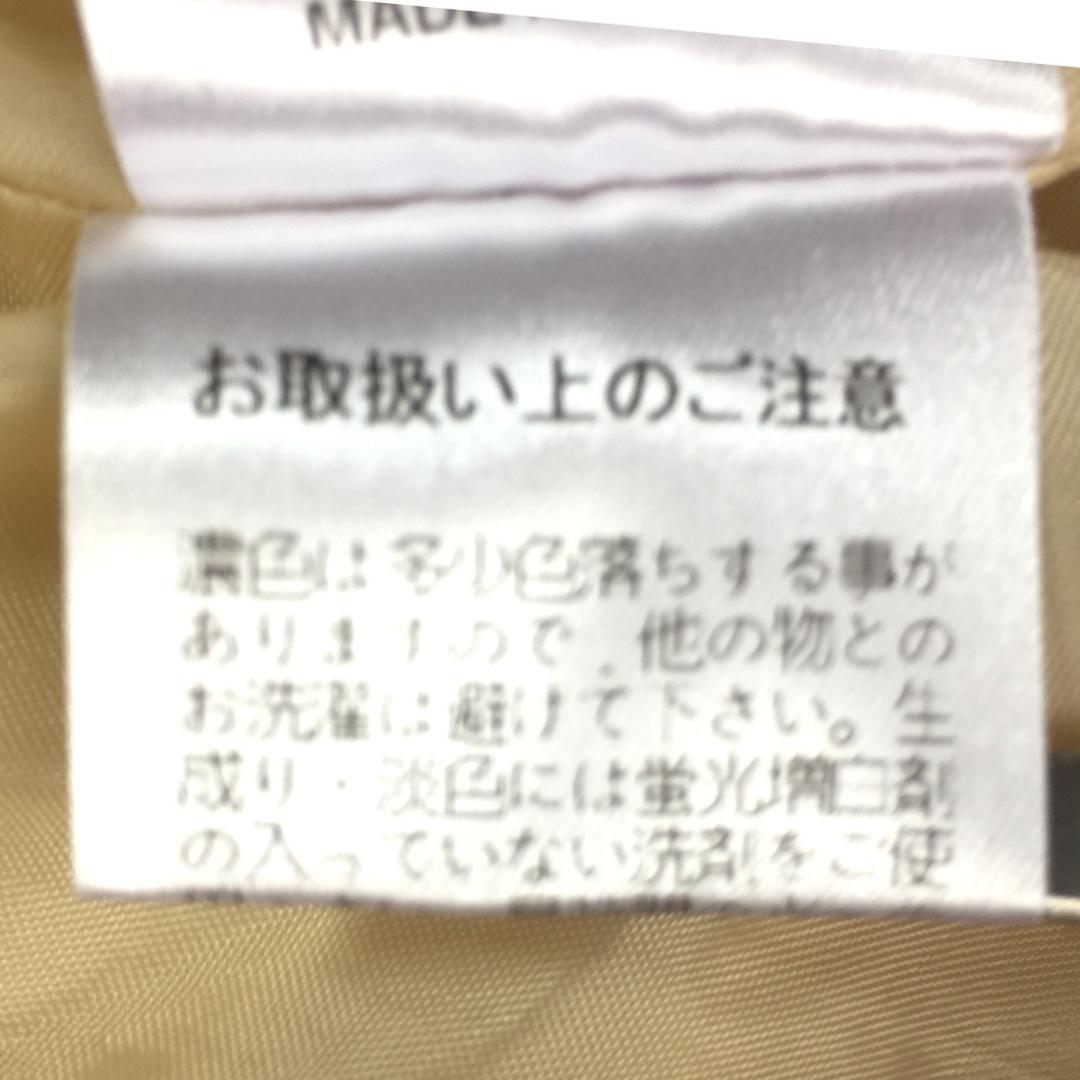 MADE
お取扱い上のご注意
濃色は多少色落ちする事が
ありますので、他の物との
お洗濯は避けて下さい。生
成り・淡色には蛍光増白剤
の入っていない洗剤をご使